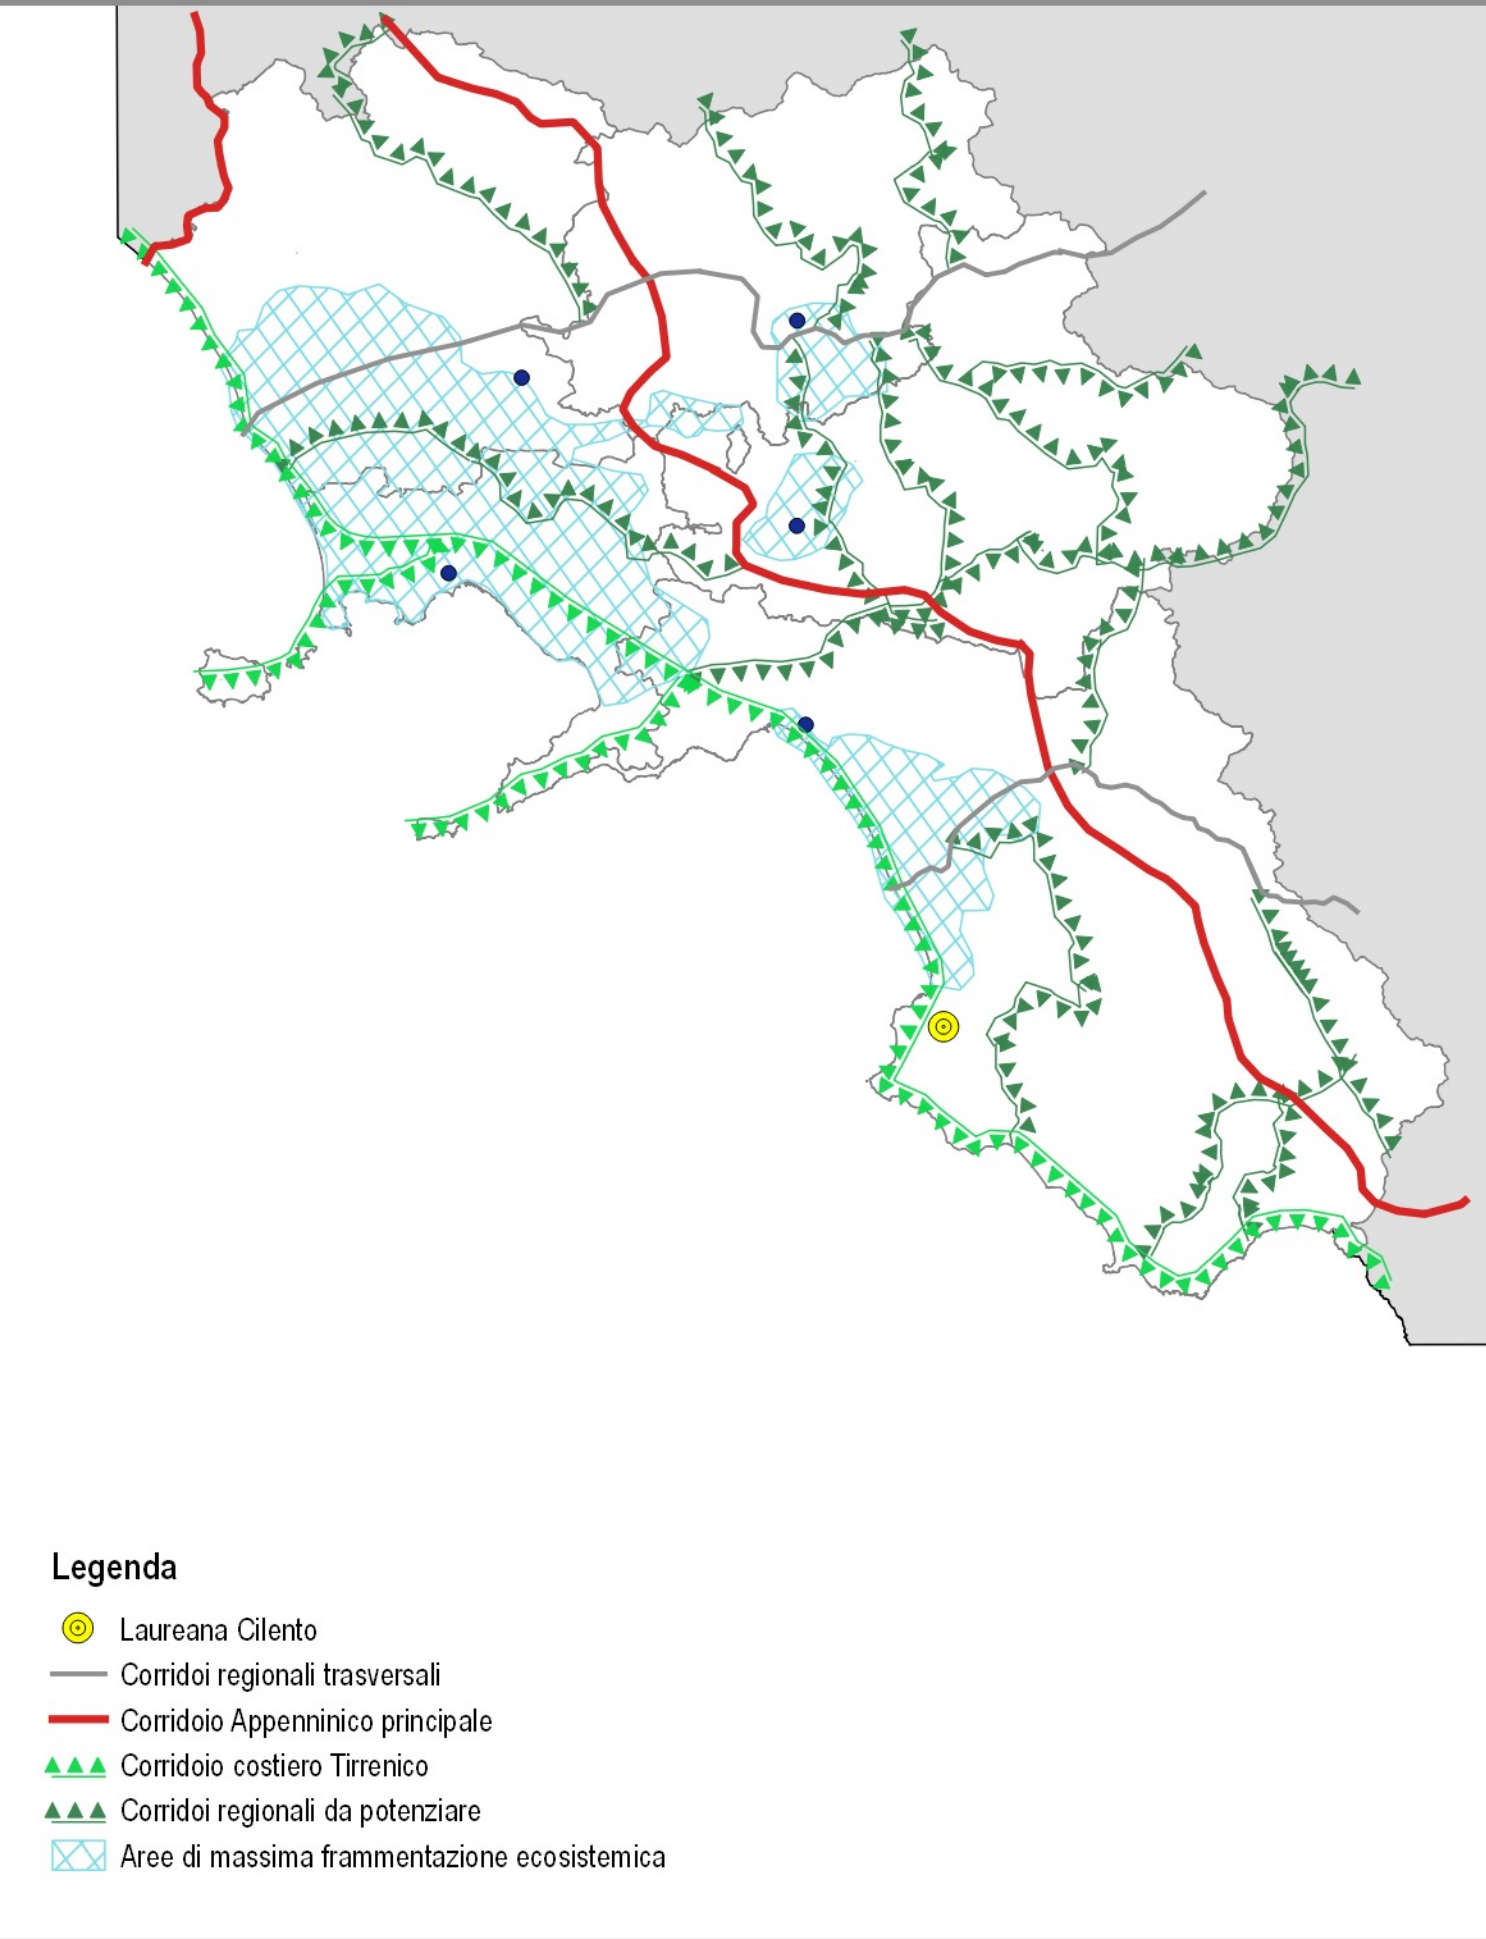 Legenda
Laureana Cilento
Corridoi regionali trasversali
Corridoio Appenninico principale
Corridoio costiero Tirrenico
Corridoi regionali da potenziare
Aree di massima frammentazione ecosistemica